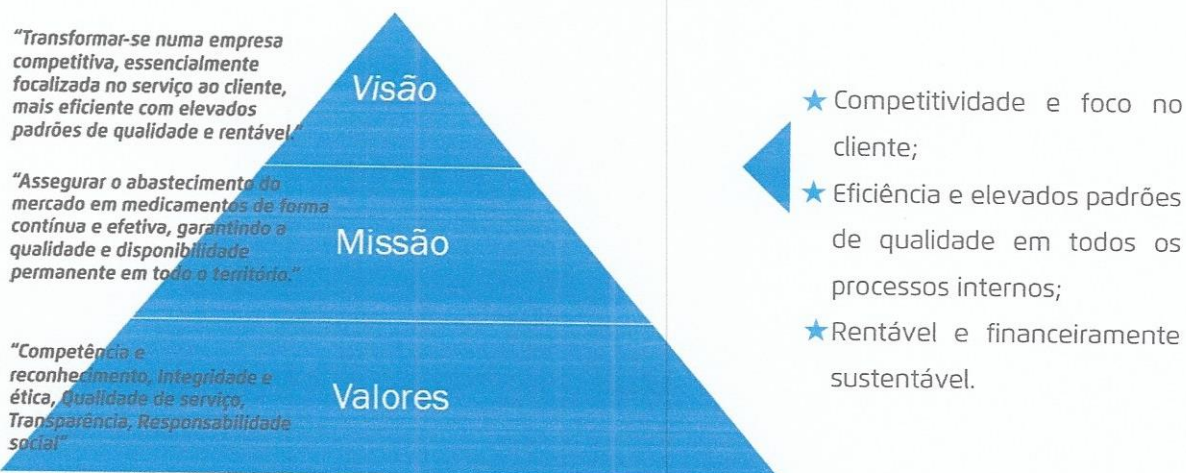 "Transformar-se numa empresa
competitiva, essencialmente
focalizada no serviço ao cliente,
mais eficiente com elevados
padrões de qualidade e rentável."
Visão
"Assegurar o abastecimento do
mercado em medicamentos de forma
contínua e efetiva, garantindo a
qualidade e disponibilidade
permanente em todo o território."
Missão
"Competência e
reconhecimento, Integridade e
ética, Qualidade de serviço,
Transparência, Responsabilidade
social"
Valores
Competitividade e foco no
cliente;
Eficiência e elevados padrões
de qualidade em todos os
processos internos;
Rentável e financeiramente
sustentável.